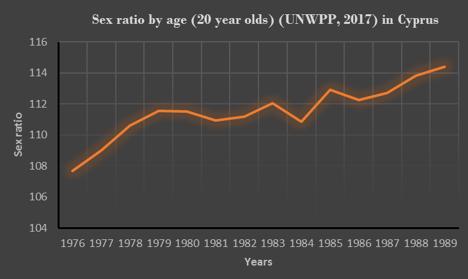 Sex ratio by age (20 year olds) (UNWPP, 2017) in Cyprus
116
114
112
110
108
106
104
Sex ratio
1976 1977 1978 1979 1980 1981 1982 1983 1984 1985 1986 1987 1988 1989
Years